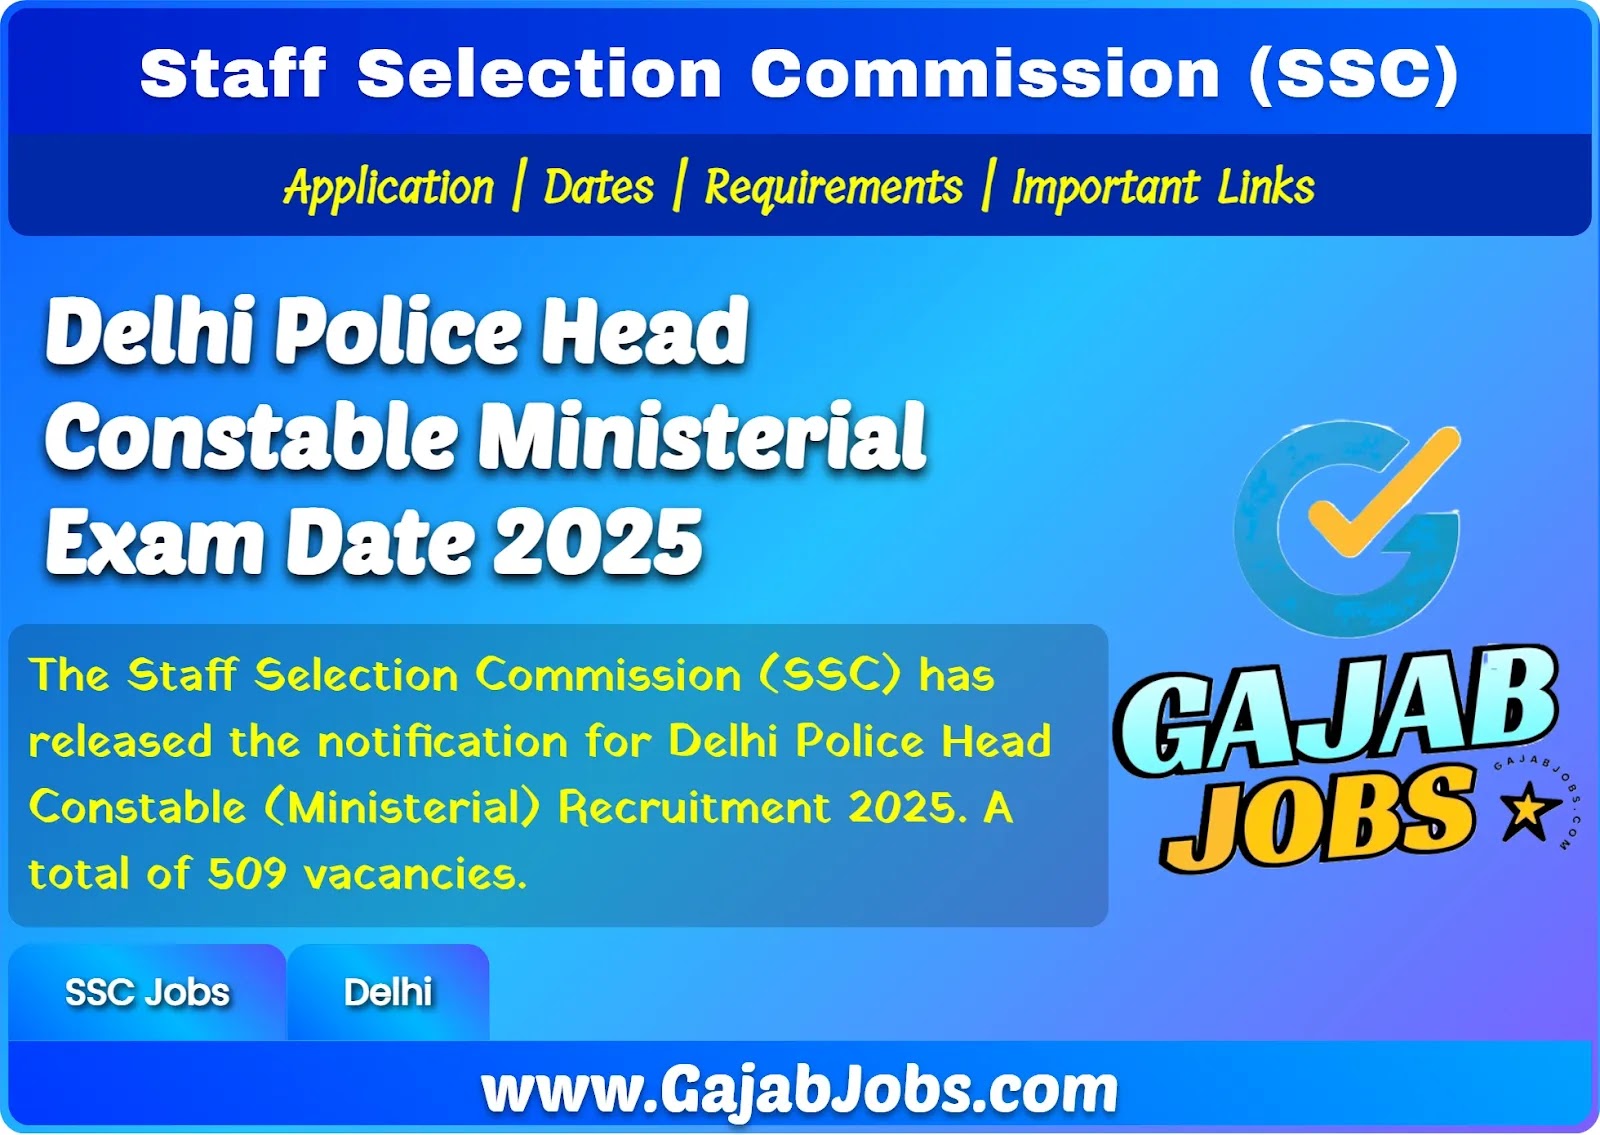 Staff Selection Commission (SSC)
Application | Dates | Requirements | Important Links
Delhi Police Head
Constable Ministerial
Exam Date 2025
The Staff Selection Commission (SSC) has
released the notification for Delhi Police Head
Constable (Ministerial) Recruitment 2025. A
total of 509 vacancies.
GAJAB
JOBS
GAJABJOBS.COM
SSC Jobs
Delhi
www.GajabJobs.com